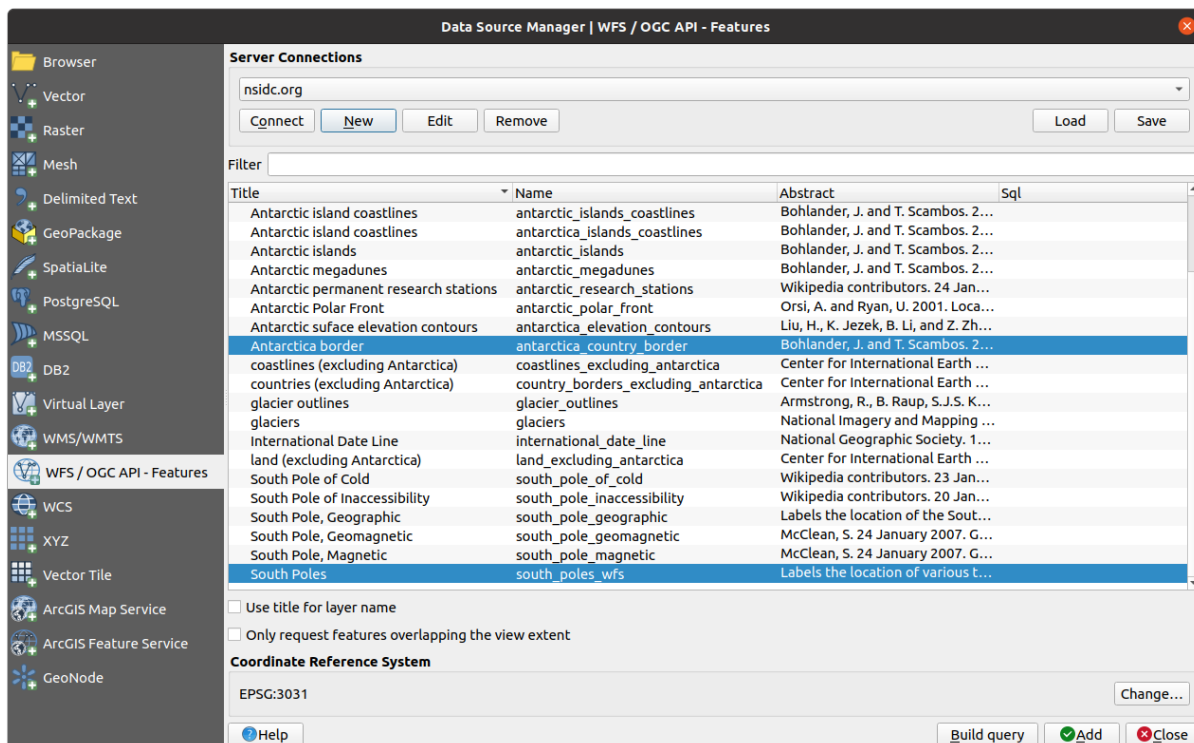 Data Source Manager | WFS / OGC API - Features
Browser
Vector
Raster
Mesh
Delimited Text
GeoPackage
SpatiaLite
PostgreSQL
MSSQL
DB2 DB2
Virtual Layer
WMS/WMTS
WFS / OGC API - Features
WCS
XYZ
Vector Tile
ArcGIS Map Service
ArcGIS Feature Service
GeoNode
Server Connections
nsidc.org
Connect New Edit Remove Load Save
Filter
Title Name Abstract Sql
Antarctic island coastlines antarctic_islands_coastlines Bohlander, J. and T. Scambos. 2...
Antarctic island coastlines antarctica_islands_coastlines Bohlander, J. and T. Scambos. 2...
Antarctic islands antarctic_islands Bohlander, J. and T. Scambos. 2...
Antarctic megadunes antarctic_megadunes Bohlander, J. and T. Scambos. 2...
Antarctic permanent research stations antarctic_research_stations Wikipedia contributors. 24 Jan...
Antarctic Polar Front antarctic_polar_front Orsi, A. and Ryan, U. 2001. Loca...
Antarctic suface elevation contours antarctica_elevation_contours Liu, H., K. Jezek, B. Li, and Z. Zh...
Antarctica border antarctica_country_border Bohlander, J. and T. Scambos. 2...
coastlines (excluding Antarctica) coastlines_excluding_antarctica Center for International Earth ...
countries (excluding Antarctica) country_borders_excluding_antarctica Center for International Earth ...
glacier outlines glacier_outlines Armstrong, R., B. Raup, S.J.S. K...
glaciers glaciers National Imagery and Mapping ...
International Date Line international_date_line National Geographic Society. 1...
land (excluding Antarctica) land_excluding_antarctica Center for International Earth ...
South Pole of Cold south_pole_of_cold Wikipedia contributors. 23 Jan...
South Pole of Inaccessibility south_pole_inaccessibility Wikipedia contributors. 20 Jan...
South Pole, Geographic south_pole_geographic Labels the location of the Sout...
South Pole, Geomagnetic south_pole_geomagnetic McClean, S. 24 January 2007. G...
South Pole, Magnetic south_pole_magnetic McClean, S. 24 January 2007. G...
South Poles south_poles_wfs Labels the location of various t...
Use title for layer name
Only request features overlapping the view extent
Coordinate Reference System
EPSG:3031 Change...
Help Build query Add Close